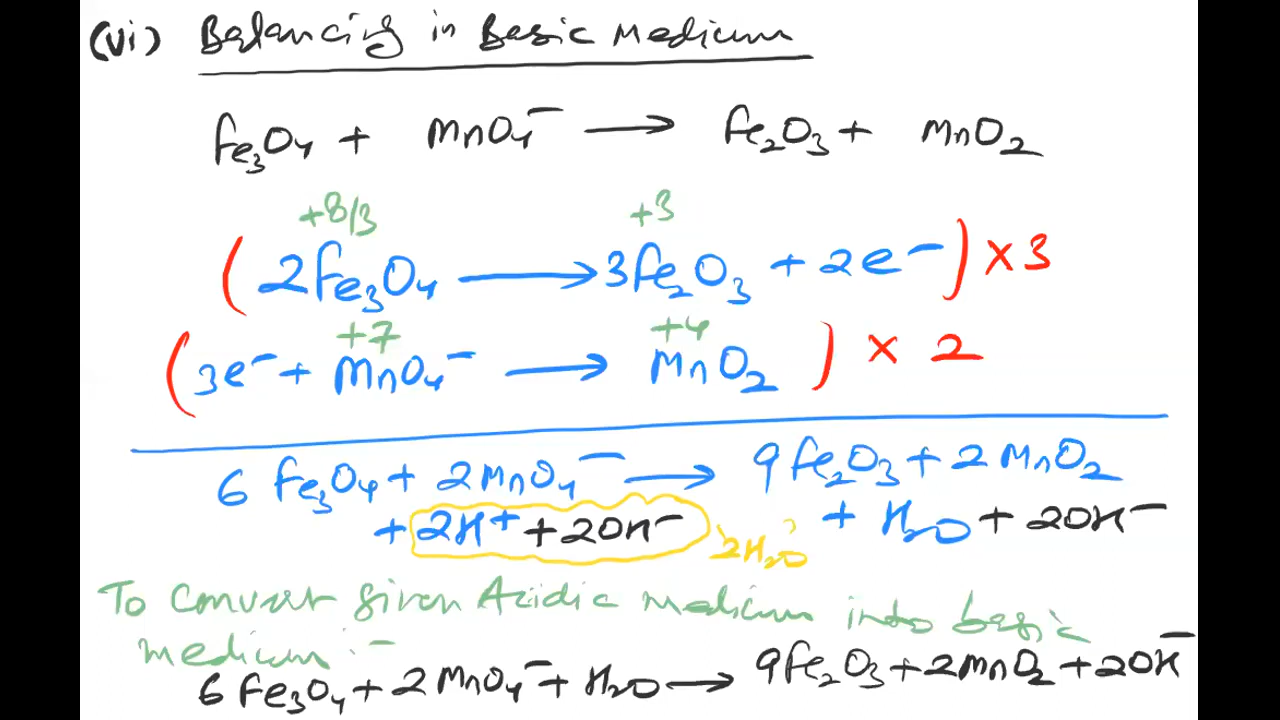 (vi) Balancing in Basic Medium
Fe₃O₄ + MnO₄⁻ ⟶ Fe₂O₃ + MnO₂
+8/3 +3
(2Fe₃O₄ ⟶ 3Fe₂O₃ + 2e⁻) × 3
+7 +4
(3e⁻ + MnO₄⁻ ⟶ MnO₂) × 2
6 Fe₃O₄ + 2MnO₄⁻ ⟶ 9Fe₂O₃ + 2MnO₂
+ 2H⁺ + 2OH⁻ 2H₂O + H₂O + 2OH⁻
To convert given Acidic medium into basic
medium :-
6 Fe₃O₄ + 2MnO₄⁻ + H₂O ⟶ 9Fe₂O₃ + 2MnO₂ + 2OH⁻